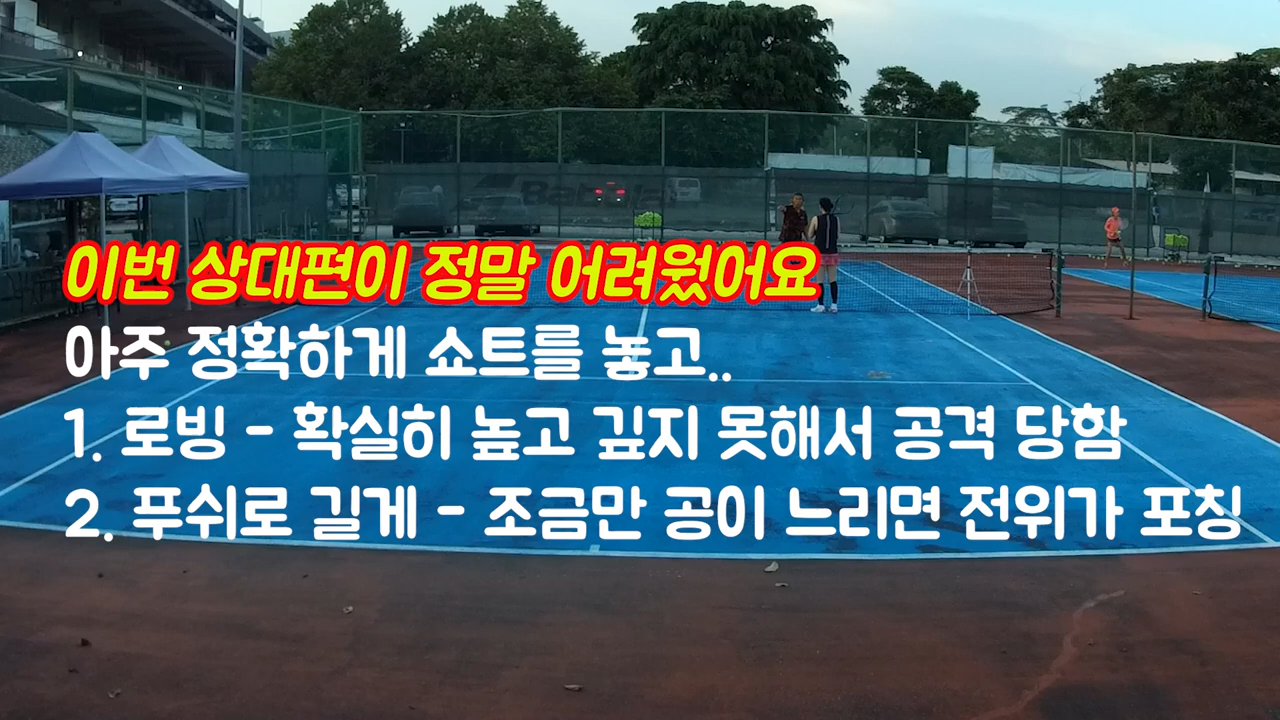 Babola
이번 상대편이 정말 어려웠어요
아주 정확하게 쇼트를 놓고..
1. 로빙 - 확실히 높고 깊지 못해서 공격 당함
2. 푸쉬로 길게 - 조금만 공이 느리면 전위가 포칭